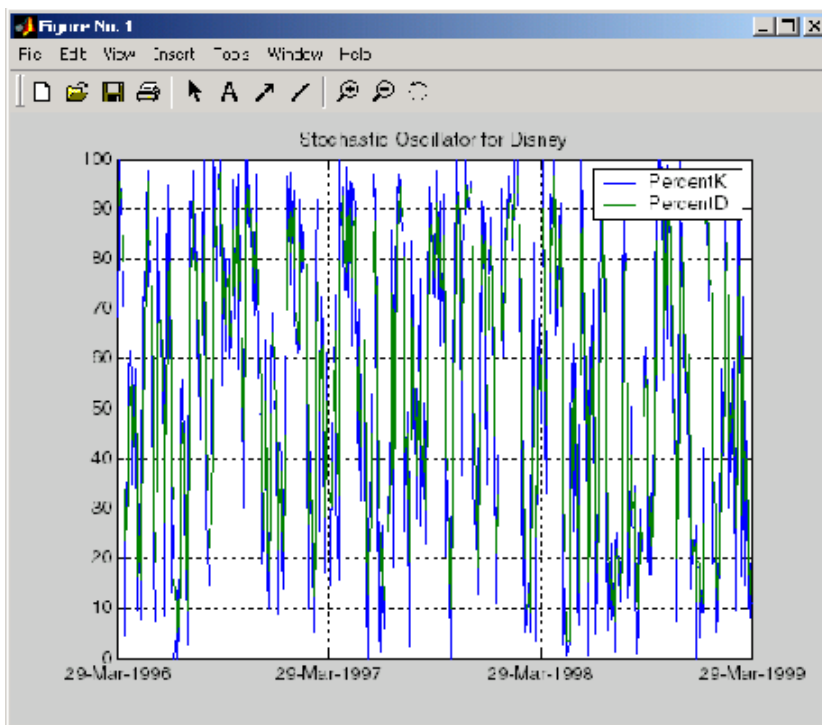 Figure No. 1
File Edit View Insert Tools Window Help
A
Stochastic Oscillator for Disney
PercentK
PercentD
100
90
80
70
60
50
40
30
20
10
0
29-Mar-1996 29-Mar-1997 29-Mar-1998 29-Mar-1999